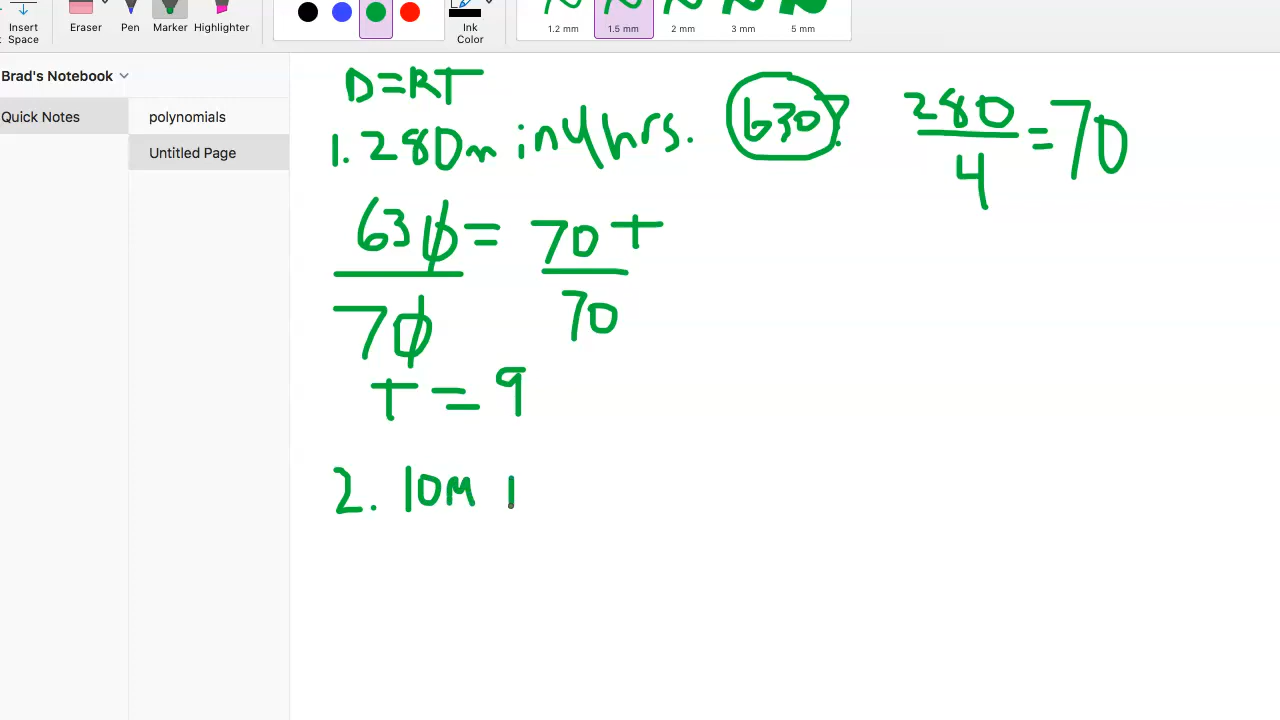 Insert Space
Eraser
Pen
Marker
Highlighter
Ink Color
1.2 mm
1.5 mm
2 mm
3 mm
5 mm
Brad's Notebook
Quick Notes
polynomials
Untitled Page
D=RT
1. 280m in 4 hrs. 630?
280/4 = 70
630/70 = 70T/70
T = 9
2. 10M